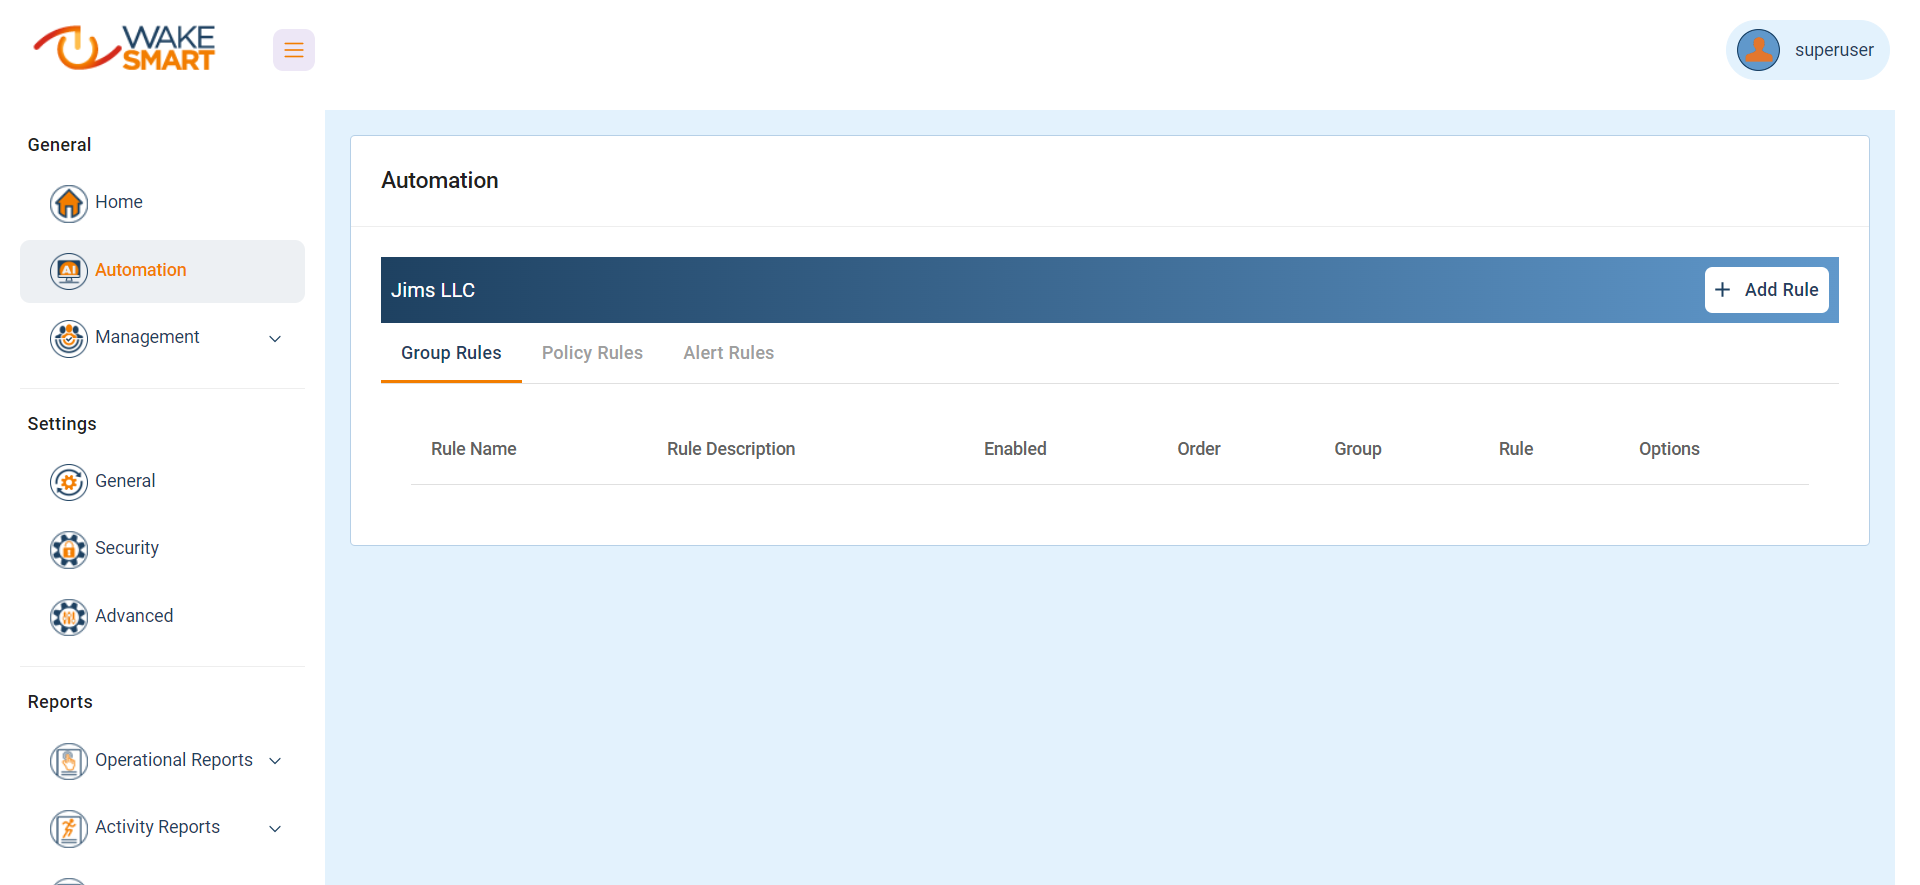 WAKE
SMART
superuser
General
Home
Automation
Management
Settings
General
Security
Advanced
Reports
Operational Reports
Activity Reports
Automation
Jims LLC
Add Rule
Group Rules
Policy Rules
Alert Rules
Rule Name
Rule Description
Enabled
Order
Group
Rule
Options